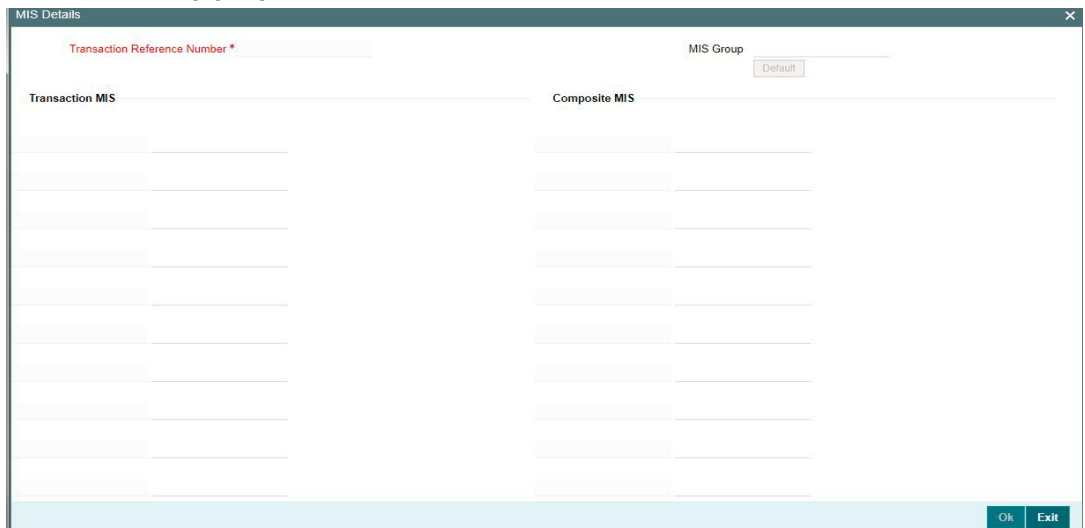 MIS Details
Transaction Reference Number *
MIS Group
Default
Transaction MIS
Composite MIS
Ok Exit